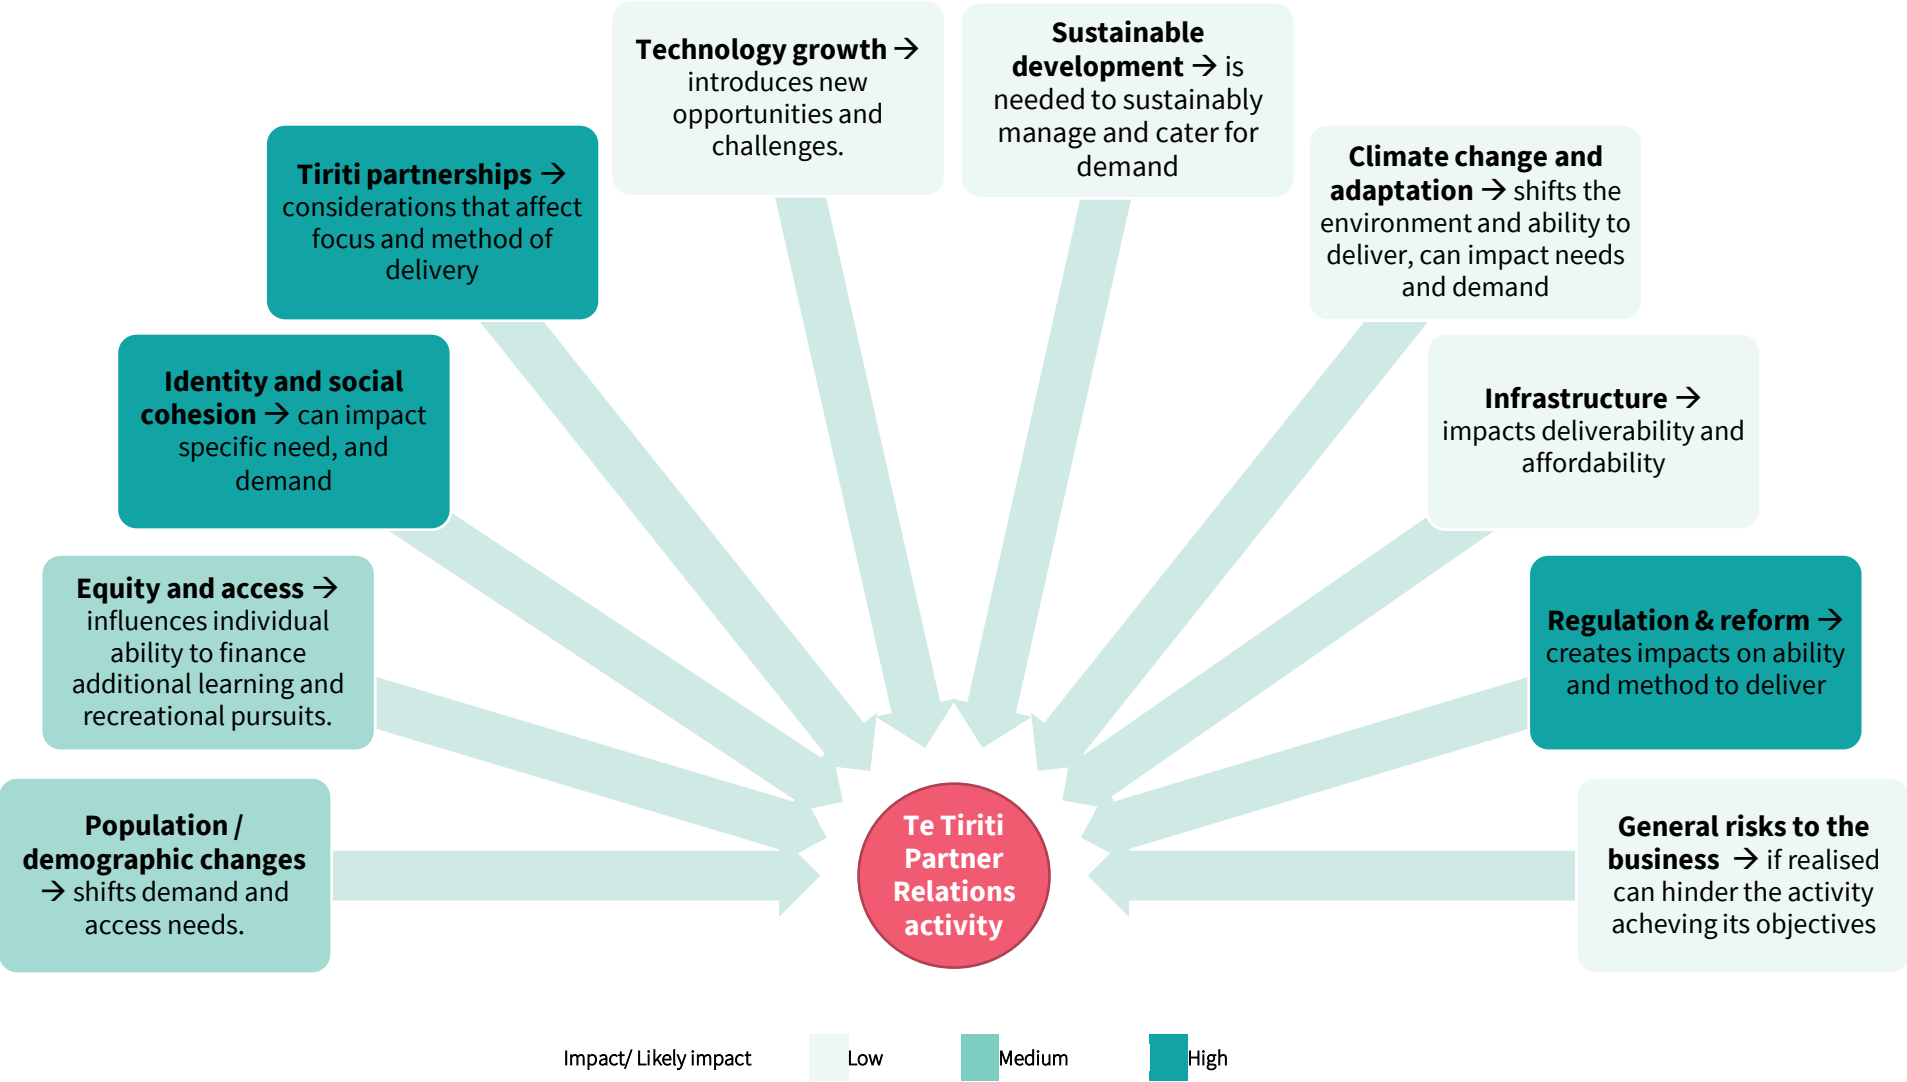 Technology growth →
introduces new
opportunities and
challenges.
Sustainable
development → is
needed to sustainably
manage and cater for
demand
Tiriti partnerships →
considerations that affect
focus and method of
delivery
Climate change and
adaptation → shifts the
environment and ability to
deliver, can impact needs
and demand
Identity and social
cohesion → can impact
specific need, and
demand
Infrastructure →
impacts deliverability and
affordability
Equity and access →
influences individual
ability to finance
additional learning and
recreational pursuits.
Regulation & reform →
creates impacts on ability
and method to deliver
Population /
demographic changes
→ shifts demand and
access needs.
Te Tiriti
Partner
Relations
activity
General risks to the
business → if realised
can hinder the activity
acheving its objectives
Impact/ Likely impact
Low
Medium
High